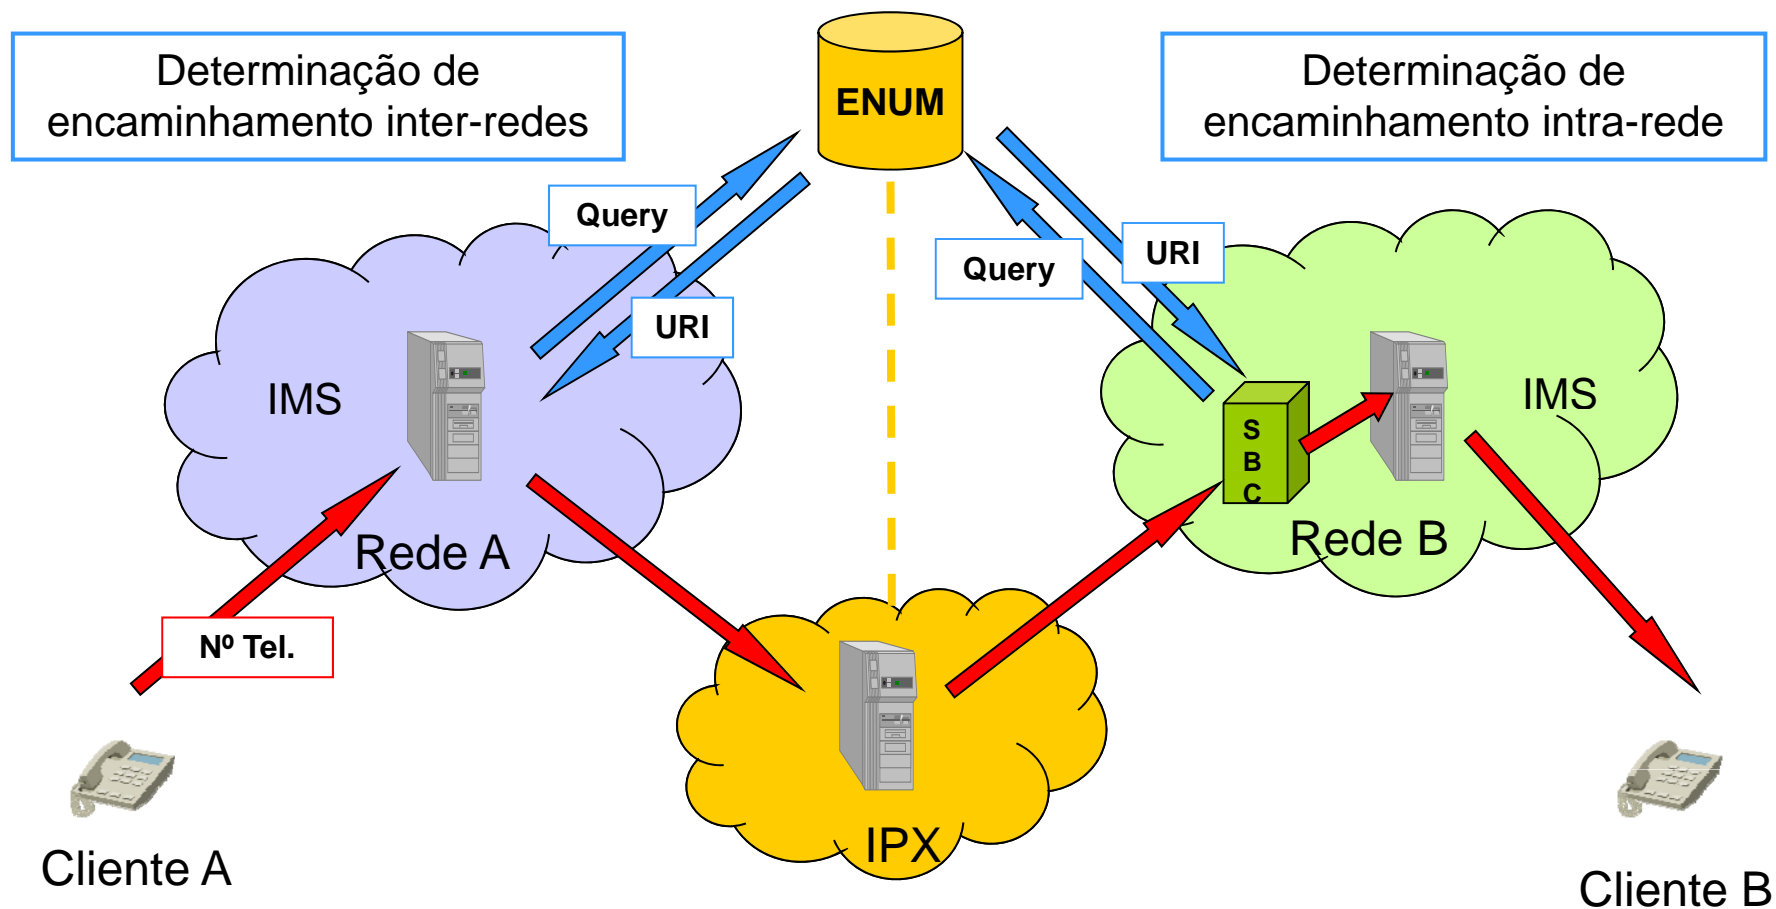 Determinação de
encaminhamento inter-redes
ENUM
Determinação de
encaminhamento intra-rede
Query
URI
Query
URI
IMS
IMS
S
B
C
Rede A
Rede B
Nº Tel.
IPX
Cliente A
Cliente B